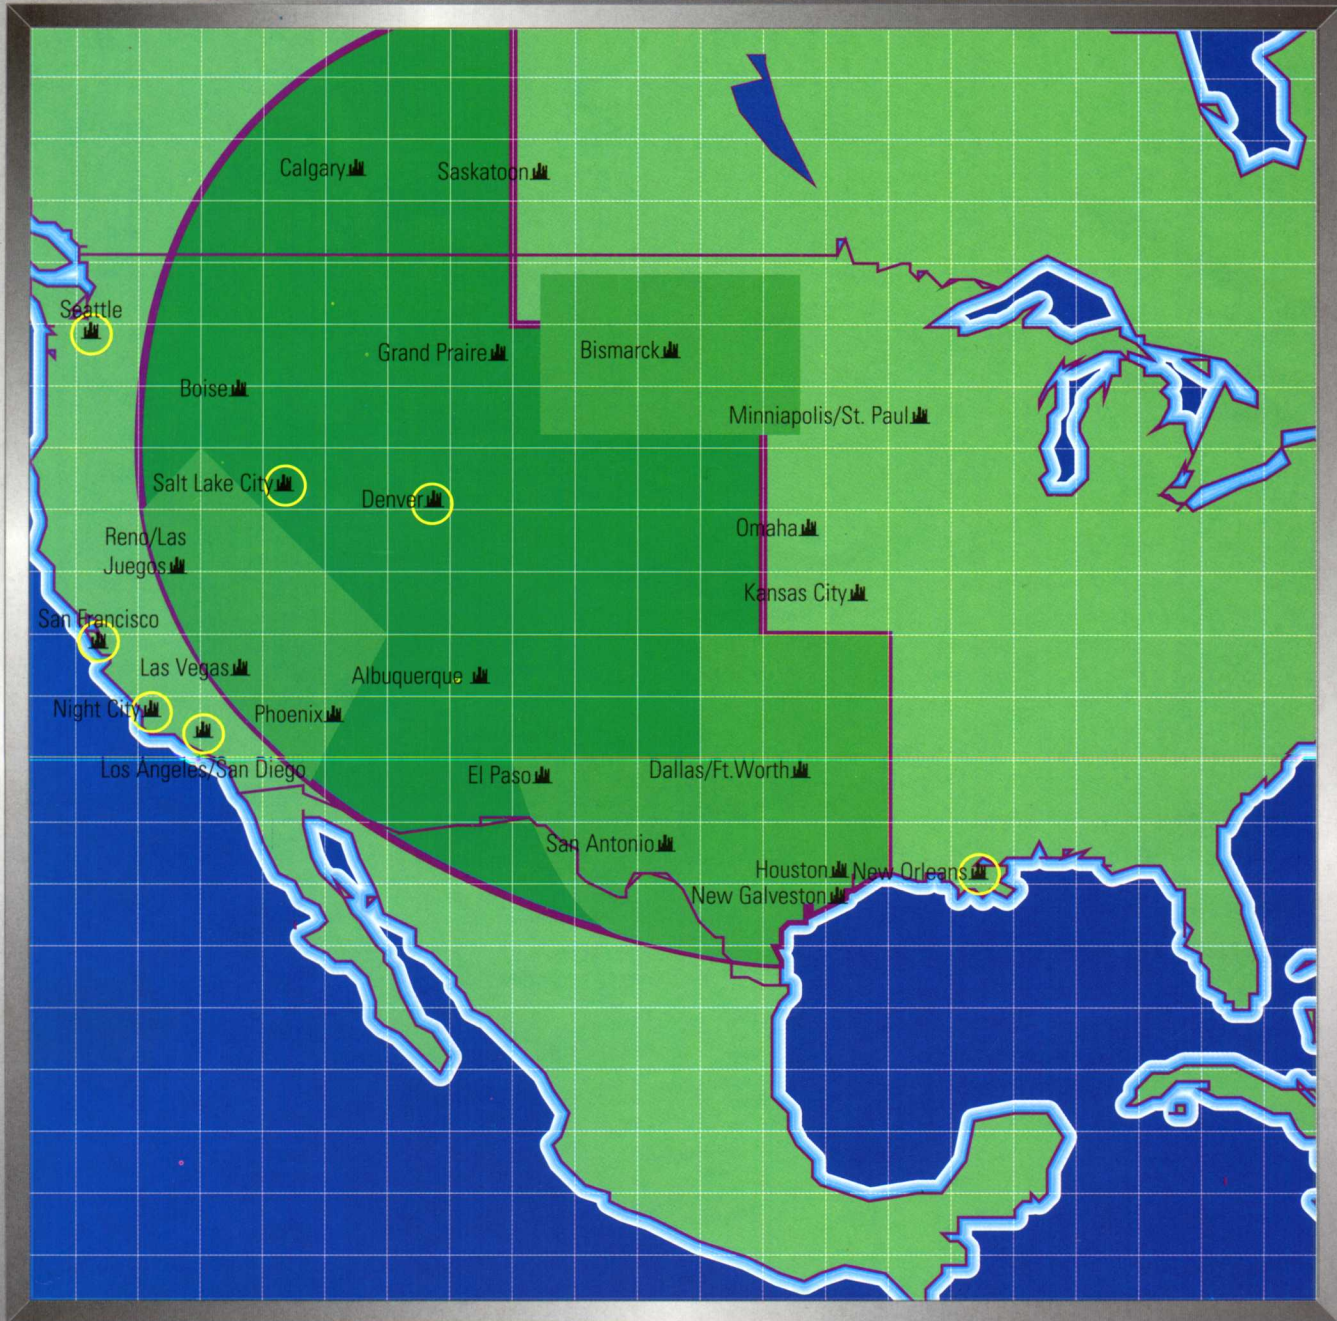 Calgary
Saskatoon
Seattle
Grand Praire
Bismarck
Boise
Minniapolis/St. Paul
Salt Lake City
Denver
Omaha
Reno/Las
Juegos
Kansas City
San Francisco
Las Vegas
Albuquerque
Night City
Phoenix
Los Angeles/San Diego
El Paso
Dallas/Ft.Worth
San Antonio
Houston
New Orleans
New Galveston